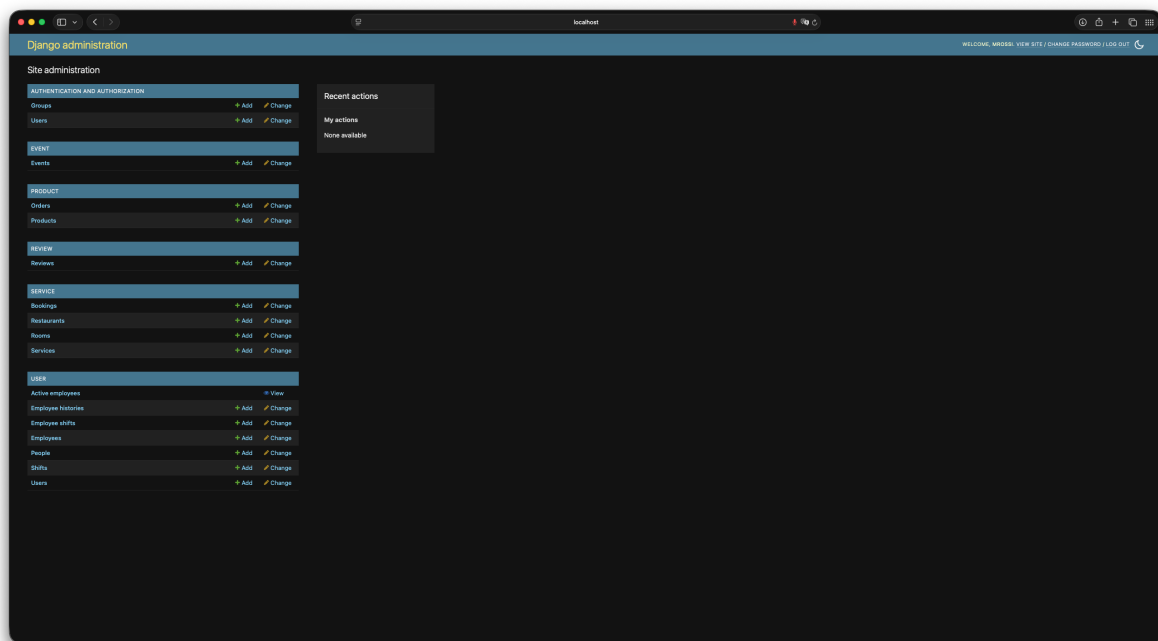 localhost
Django administration
WELCOME, MROSSI. VIEW SITE / CHANGE PASSWORD / LOG OUT
Site administration
AUTHENTICATION AND AUTHORIZATION
Groups + Add Change
Users + Add Change
EVENT
Events + Add Change
PRODUCT
Orders + Add Change
Products + Add Change
REVIEW
Reviews + Add Change
SERVICE
Bookings + Add Change
Restaurants + Add Change
Rooms + Add Change
Services + Add Change
USER
Active employees View
Employee histories + Add Change
Employee shifts + Add Change
Employees + Add Change
People + Add Change
Shifts + Add Change
Users + Add Change
Recent actions
My actions
None available